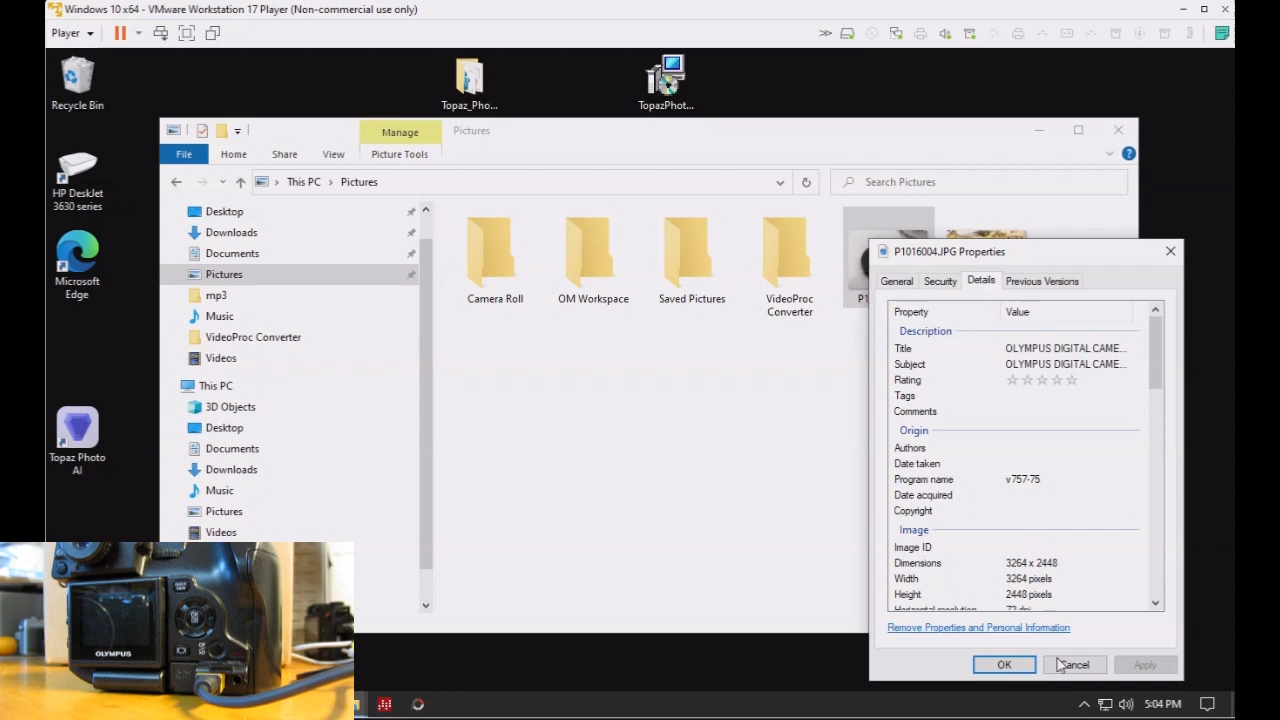 Windows 10 x64 - VMware Workstation 17 Player (Non-commercial use only)
Player
Recycle Bin
Topaz_Pho...
TopazPhot...
Manage
Pictures
File
Home
Share
View
Picture Tools
This PC
Pictures
Search Pictures
HP DeskJet
3630 series
Microsoft
Edge
Topaz Photo
AI
Desktop
Downloads
Documents
Pictures
mp3
Music
VideoProc Converter
Videos
This PC
3D Objects
Desktop
Documents
Downloads
Music
Pictures
Videos
Camera Roll
OM Workspace
Saved Pictures
VideoProc
Converter
P1016004.JPG Properties
General
Security
Details
Previous Versions
Property Value
Description
Title OLYMPUS DIGITAL CAME...
Subject OLYMPUS DIGITAL CAME...
Rating
Tags
Comments
Origin
Authors
Date taken
Program name v757-75
Date acquired
Copyright
Image
Image ID
Dimensions 3264 x 2448
Width 3264 pixels
Height 2448 pixels
Horizontal resolution 72 dpi
Remove Properties and Personal Information
OK
Cancel
Apply
OLYMPUS
5:04 PM